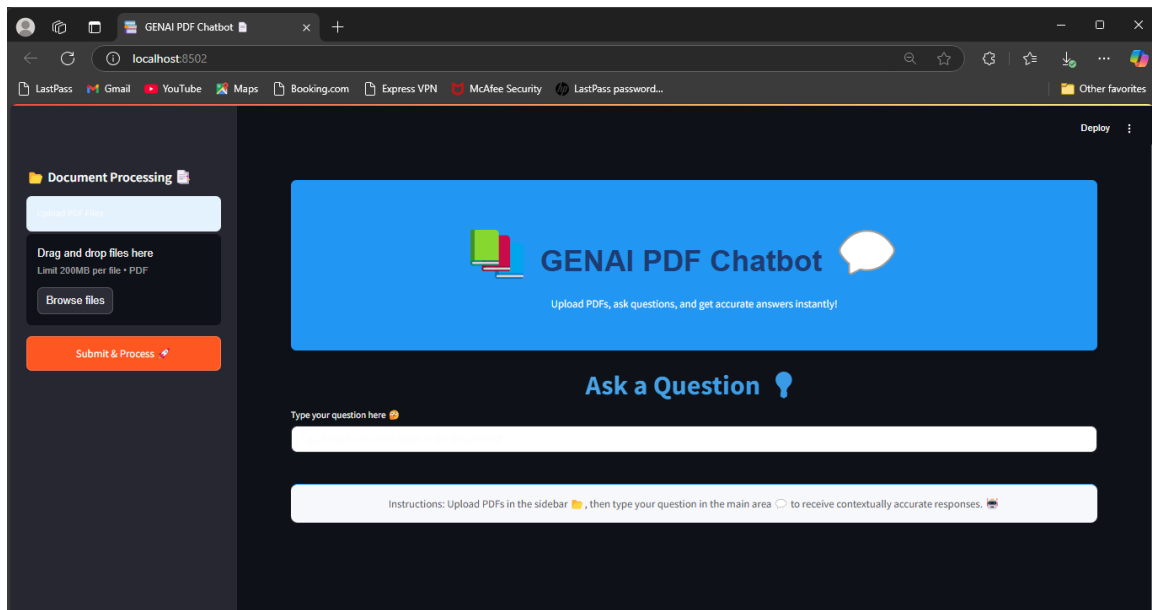 GENAI PDF Chatbot
localhost:8502
LastPass
Gmail
YouTube
Maps
Booking.com
Express VPN
McAfee Security
LastPass password...
Other favorites
Deploy
Document Processing
Upload PDF Files
Drag and drop files here
Limit 200MB per file • PDF
Browse files
Submit & Process
GENAI PDF Chatbot
Upload PDFs, ask questions, and get accurate answers instantly!
Ask a Question
Type your question here
Instructions: Upload PDFs in the sidebar , then type your question in the main area to receive contextually accurate responses.